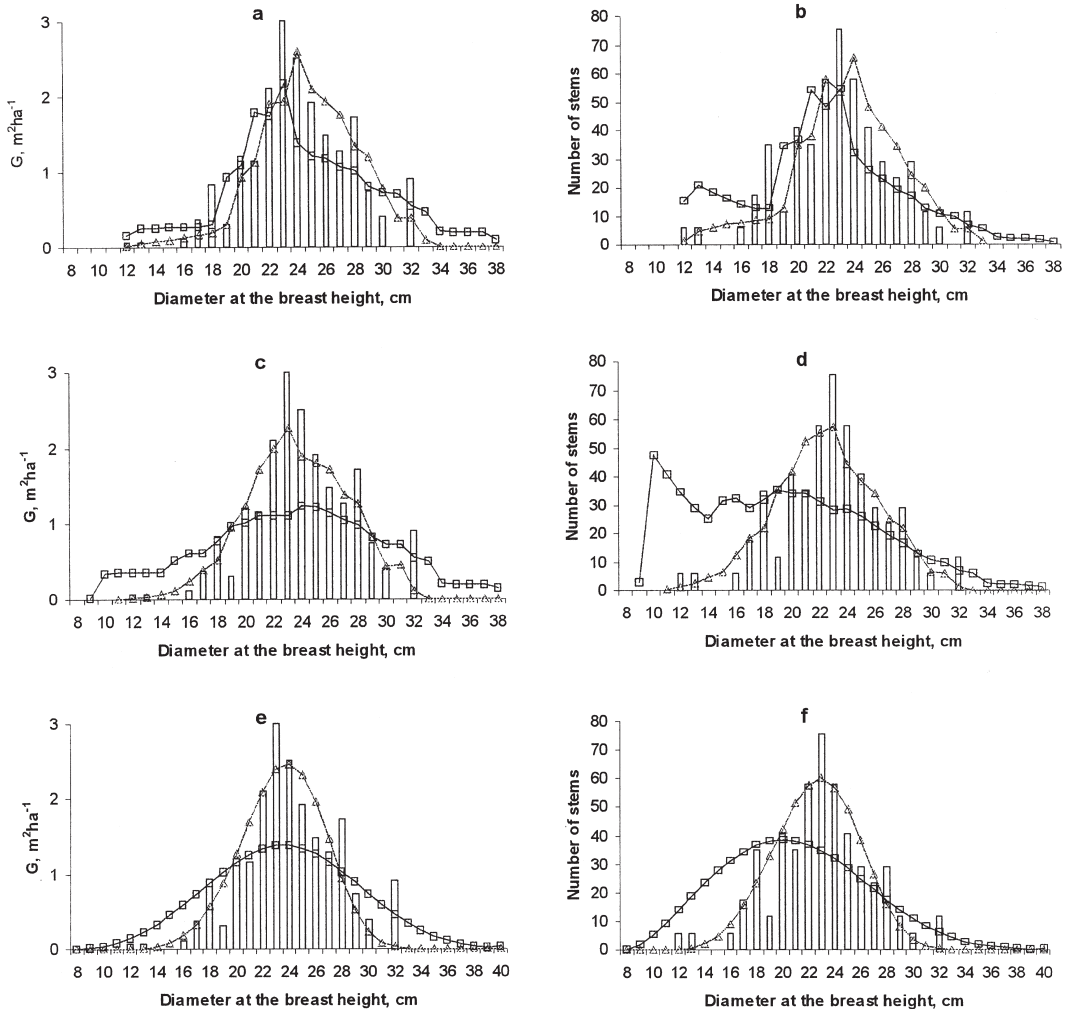 a
3
2
1
0
G, m²ha⁻¹
8 10 12 14 16 18 20 22 24 26 28 30 32 34 36 38
Diameter at the breast height, cm
b
80
70
60
50
40
30
20
10
0
Number of stems
8 10 12 14 16 18 20 22 24 26 28 30 32 34 36 38
Diameter at the breast height, cm
c
3
2
1
0
G, m²ha⁻¹
8 10 12 14 16 18 20 22 24 26 28 30 32 34 36 38
Diameter at the breast height, cm
d
80
70
60
50
40
30
20
10
0
Number of stems
8 10 12 14 16 18 20 22 24 26 28 30 32 34 36 38
Diameter at the breast height, cm
e
3
2
1
0
G, m²ha⁻¹
8 10 12 14 16 18 20 22 24 26 28 30 32 34 36 38 40
Diameter at the breast height, cm
f
80
70
60
50
40
30
20
10
0
Number of stems
8 10 12 14 16 18 20 22 24 26 28 30 32 34 36 38 40
Diameter at the breast height, cm